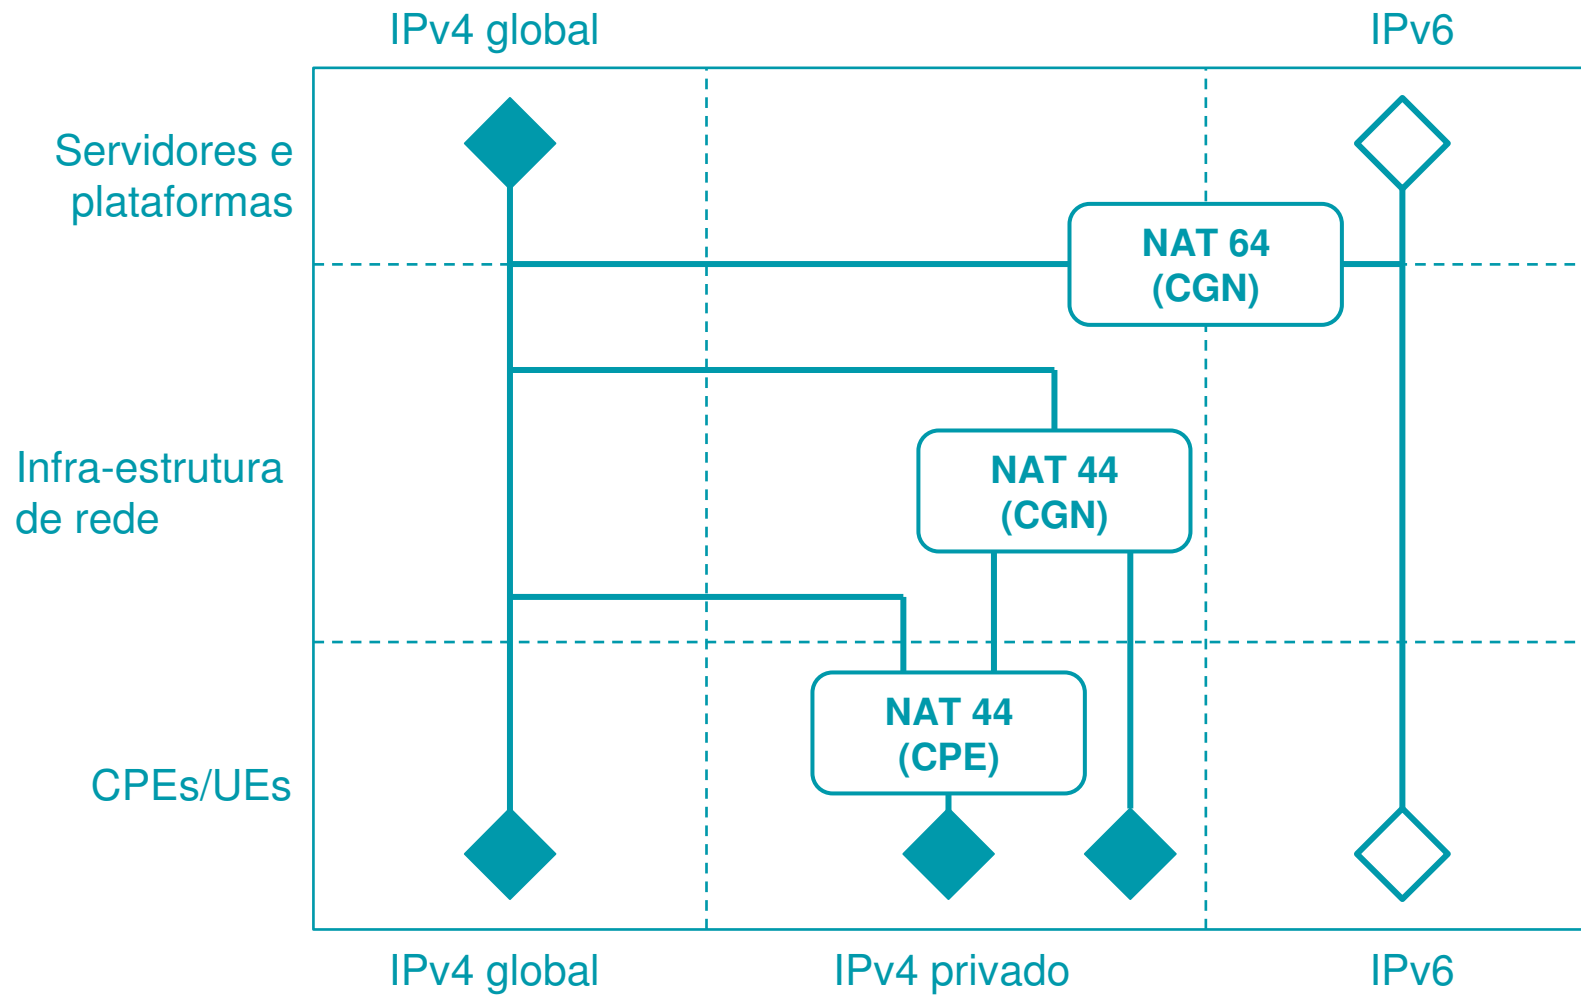 IPv4 global
IPv6
Servidores e
plataformas
NAT 64
(CGN)
Infra-estrutura
de rede
NAT 44
(CGN)
CPEs/UEs
NAT 44
(CPE)
IPv4 global
IPv4 privado
IPv6